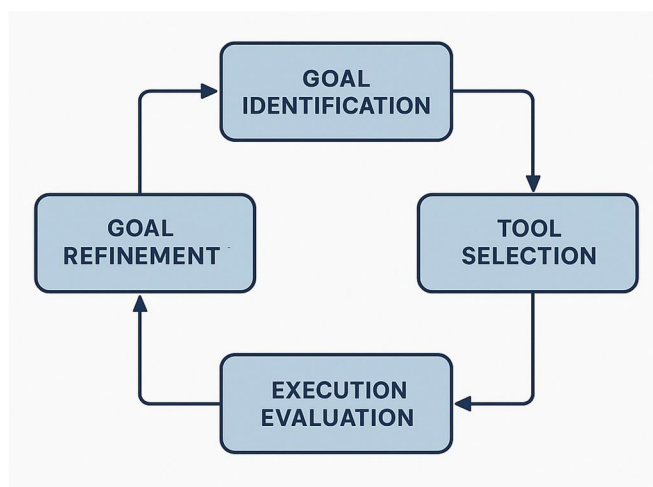 GOAL
IDENTIFICATION
GOAL
REFINEMENT
TOOL
SELECTION
EXECUTION
EVALUATION